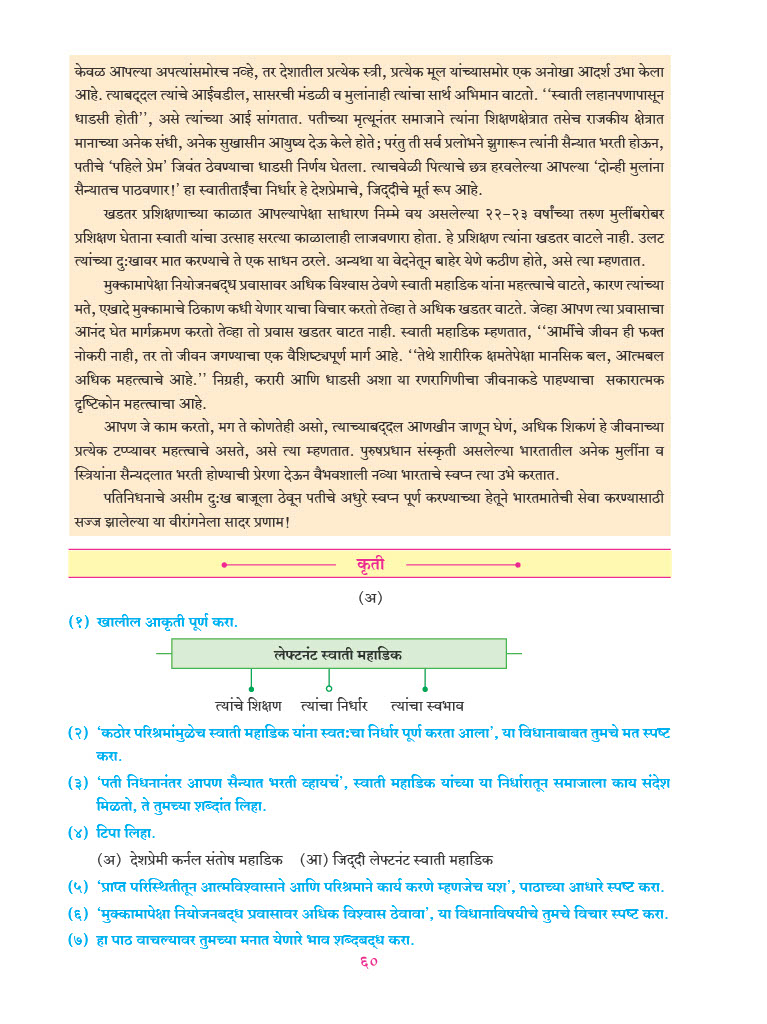 केवळ आपल्या अपत्यांसमोरच नव्हे, तर देशातील प्रत्येक स्त्री, प्रत्येक मूल यांच्यासमोर एक अनोखा आदर्श उभा केला
आहे. त्याबद्दल त्यांचे आईवडील, सासरची मंडळी व मुलांनाही त्यांचा सार्थ अभिमान वाटतो. ‘‘स्वाती लहानपणापासून
धाडसी होती’’, असे त्यांच्या आई सांगतात. पतीच्या मृत्यूनंतर समाजाने त्यांना शिक्षणक्षेत्रात तसेच राजकीय क्षेत्रात
मानाच्या अनेक संधी, अनेक सुखासीन आयुष्य देऊ केले होते; परंतु ती सर्व प्रलोभने झुगारून त्यांनी सैन्यात भरती होऊन,
पतीचे ‘पहिले प्रेम’ जिवंत ठेवण्याचा धाडसी निर्णय घेतला. त्याचवेळी पित्याचे छत्र हरवलेल्या आपल्या ‘दोन्ही मुलांना
सैन्यातच पाठवणार!’ हा स्वातीताईंचा निर्धार हे देशप्रेमाचे, जिद्दीचे मूर्त रूप आहे.
खडतर प्रशिक्षणाच्या काळात आपल्यापेक्षा साधारण निम्मे वय असलेल्या २२-२३ वर्षांच्या तरुण मुलींबरोबर
प्रशिक्षण घेताना स्वाती यांचा उत्साह सरत्या काळालाही लाजवणारा होता. हे प्रशिक्षण त्यांना खडतर वाटले नाही. उलट
त्यांच्या दुःखावर मात करण्याचे ते एक साधन ठरले. अन्यथा या वेदनेतून बाहेर येणे कठीण होते, असे त्या म्हणतात.
मुक्कामापेक्षा नियोजनबद्ध प्रवासावर अधिक विश्वास ठेवणे स्वाती महाडिक यांना महत्त्वाचे वाटते, कारण त्यांच्या
मते, एखादे मुक्कामाचे ठिकाण कधी येणार याचा विचार करतो तेव्हा ते अधिक खडतर वाटते. जेव्हा आपण त्या प्रवासाचा
आनंद घेत मार्गक्रमण करतो तेव्हा तो प्रवास खडतर वाटत नाही. स्वाती महाडिक म्हणतात, ‘‘आर्मीचे जीवन ही फक्त
नोकरी नाही, तर तो जीवन जगण्याचा एक वैशिष्ट्यपूर्ण मार्ग आहे. ‘‘तेथे शारीरिक क्षमतेपेक्षा मानसिक बल, आत्मबल
अधिक महत्त्वाचे आहे.’’ निग्रही, करारी आणि धाडसी अशा या रणरागिणीचा जीवनाकडे पाहण्याचा सकारात्मक
दृष्टिकोन महत्त्वाचा आहे.
आपण जे काम करतो, मग ते कोणतेही असो, त्याच्याबद्दल आणखीन जाणून घेणं, अधिक शिकणं हे जीवनाच्या
प्रत्येक टप्प्यावर महत्त्वाचे असते, असे त्या म्हणतात. पुरुषप्रधान संस्कृती असलेल्या भारतातील अनेक मुलींना व
स्त्रियांना सैन्यदलात भरती होण्याची प्रेरणा देऊन वैभवशाली नव्या भारताचे स्वप्न त्या उभे करतात.
पतिनिधनाचे असीम दुःख बाजूला ठेवून पतीचे अधुरे स्वप्न पूर्ण करण्याच्या हेतूने भारतमातेची सेवा करण्यासाठी
सज्ज झालेल्या या वीरांगनेला सादर प्रणाम!
कृती
(अ)
(१) खालील आकृती पूर्ण करा.
लेफ्टनंट स्वाती महाडिक
त्यांचे शिक्षण त्यांचा निर्धार त्यांचा स्वभाव
(२) ‘कठोर परिश्रमांमुळेच स्वाती महाडिक यांना स्वतःचा निर्धार पूर्ण करता आला’, या विधानाबाबत तुमचे मत स्पष्ट
करा.
(३) ‘पती निधनानंतर आपण सैन्यात भरती व्हायचं’, स्वाती महाडिक यांच्या या निर्धारातून समाजाला काय संदेश
मिळतो, ते तुमच्या शब्दांत लिहा.
(४) टिपा लिहा.
(अ) देशप्रेमी कर्नल संतोष महाडिक (आ) जिद्दी लेफ्टनंट स्वाती महाडिक
(५) ‘प्राप्त परिस्थितीतून आत्मविश्वासाने आणि परिश्रमाने कार्य करणे म्हणजेच यश’, पाठाच्या आधारे स्पष्ट करा.
(६) ‘मुक्कामापेक्षा नियोजनबद्ध प्रवासावर अधिक विश्वास ठेवावा’, या विधानाविषयीचे तुमचे विचार स्पष्ट करा.
(७) हा पाठ वाचल्यावर तुमच्या मनात येणारे भाव शब्दबद्ध करा.
६०